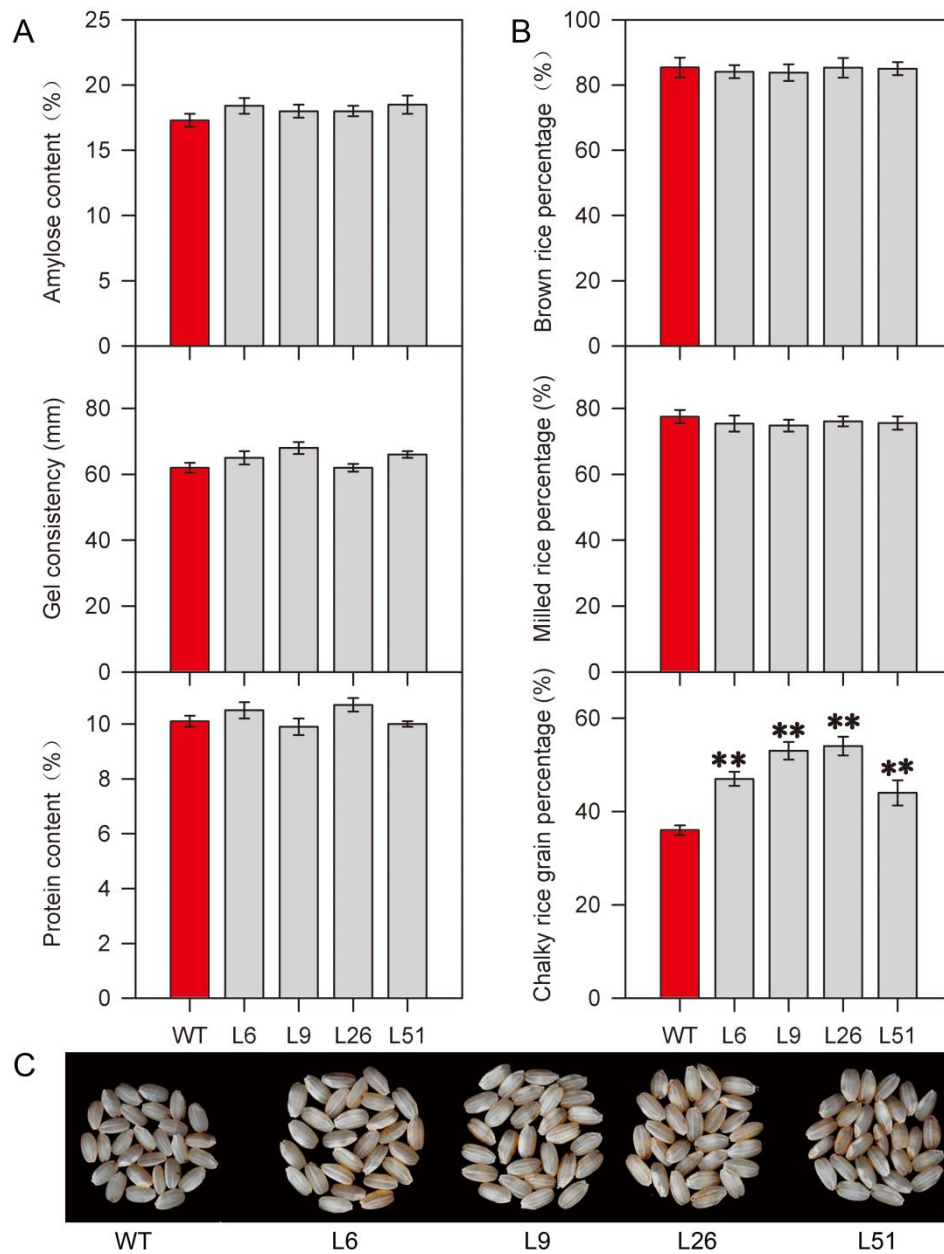 A
Amylose content (%)
25
20
15
10
5
0
Gel consistency (mm)
80
60
40
20
0
Protein content (%)
10
8
6
4
2
0
WT L6 L9 L26 L51
B
Brown rice percentage (%)
100
80
60
40
20
0
Milled rice percentage (%)
80
60
40
20
0
Chalky rice grain percentage (%)
60
40
20
0
** ** ** **
WT L6 L9 L26 L51
C
WT L6 L9 L26 L51